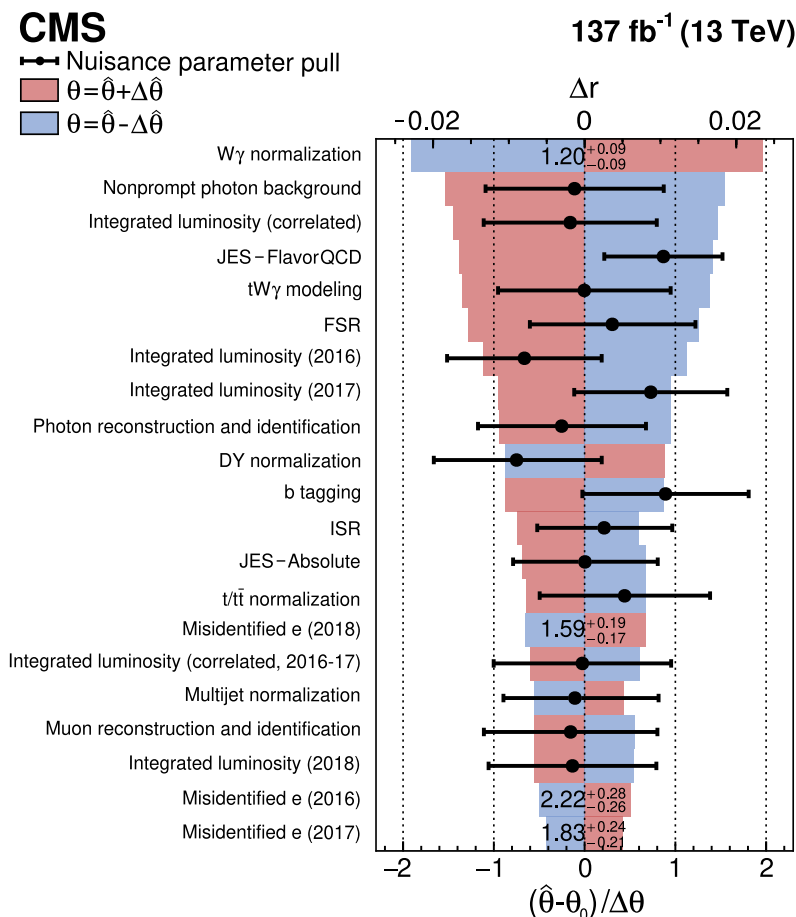 CMS
137 fb⁻¹ (13 TeV)
Nuisance parameter pull
θ=θ̂+Δθ̂
θ=θ̂-Δθ̂
Δr
−0.02 0 0.02
Wγ normalization 1.20 +0.09 −0.09
Nonprompt photon background
Integrated luminosity (correlated)
JES−FlavorQCD
tWγ modeling
FSR
Integrated luminosity (2016)
Integrated luminosity (2017)
Photon reconstruction and identification
DY normalization
b tagging
ISR
JES−Absolute
t/tt̄ normalization
Misidentified e (2018) 1.59 +0.19 −0.17
Integrated luminosity (correlated, 2016-17)
Multijet normalization
Muon reconstruction and identification
Integrated luminosity (2018)
Misidentified e (2016) 2.22 +0.28 −0.26
Misidentified e (2017) 1.83 +0.24 −0.21
−2 −1 0 1 2
(θ̂-θ₀)/Δθ